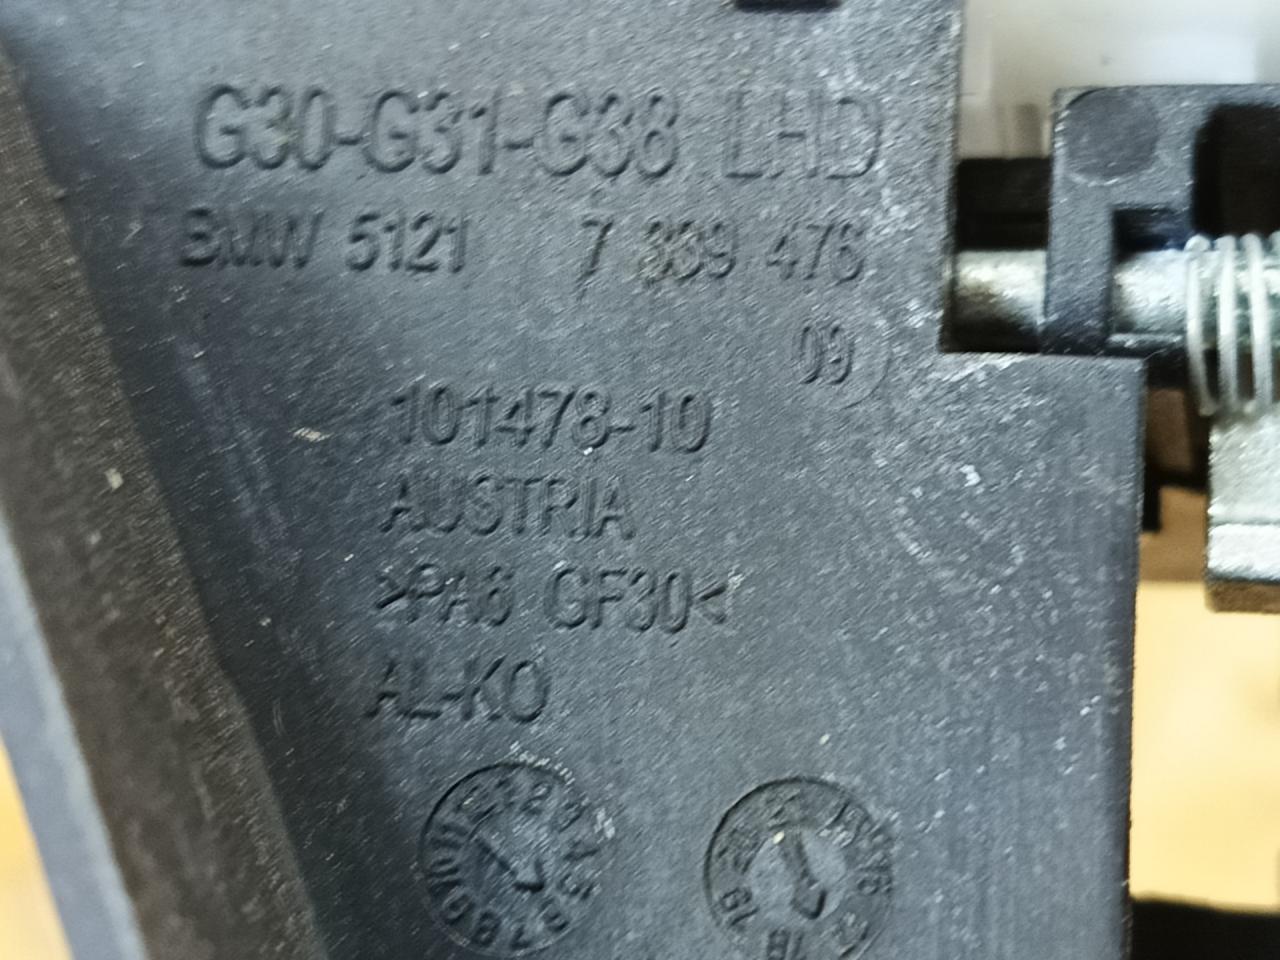 G30-G31-G38 LHD
BMW 5121 7 339 476
09
101478-10
AUSTRIA
>PA6 GF30<
AL-KO